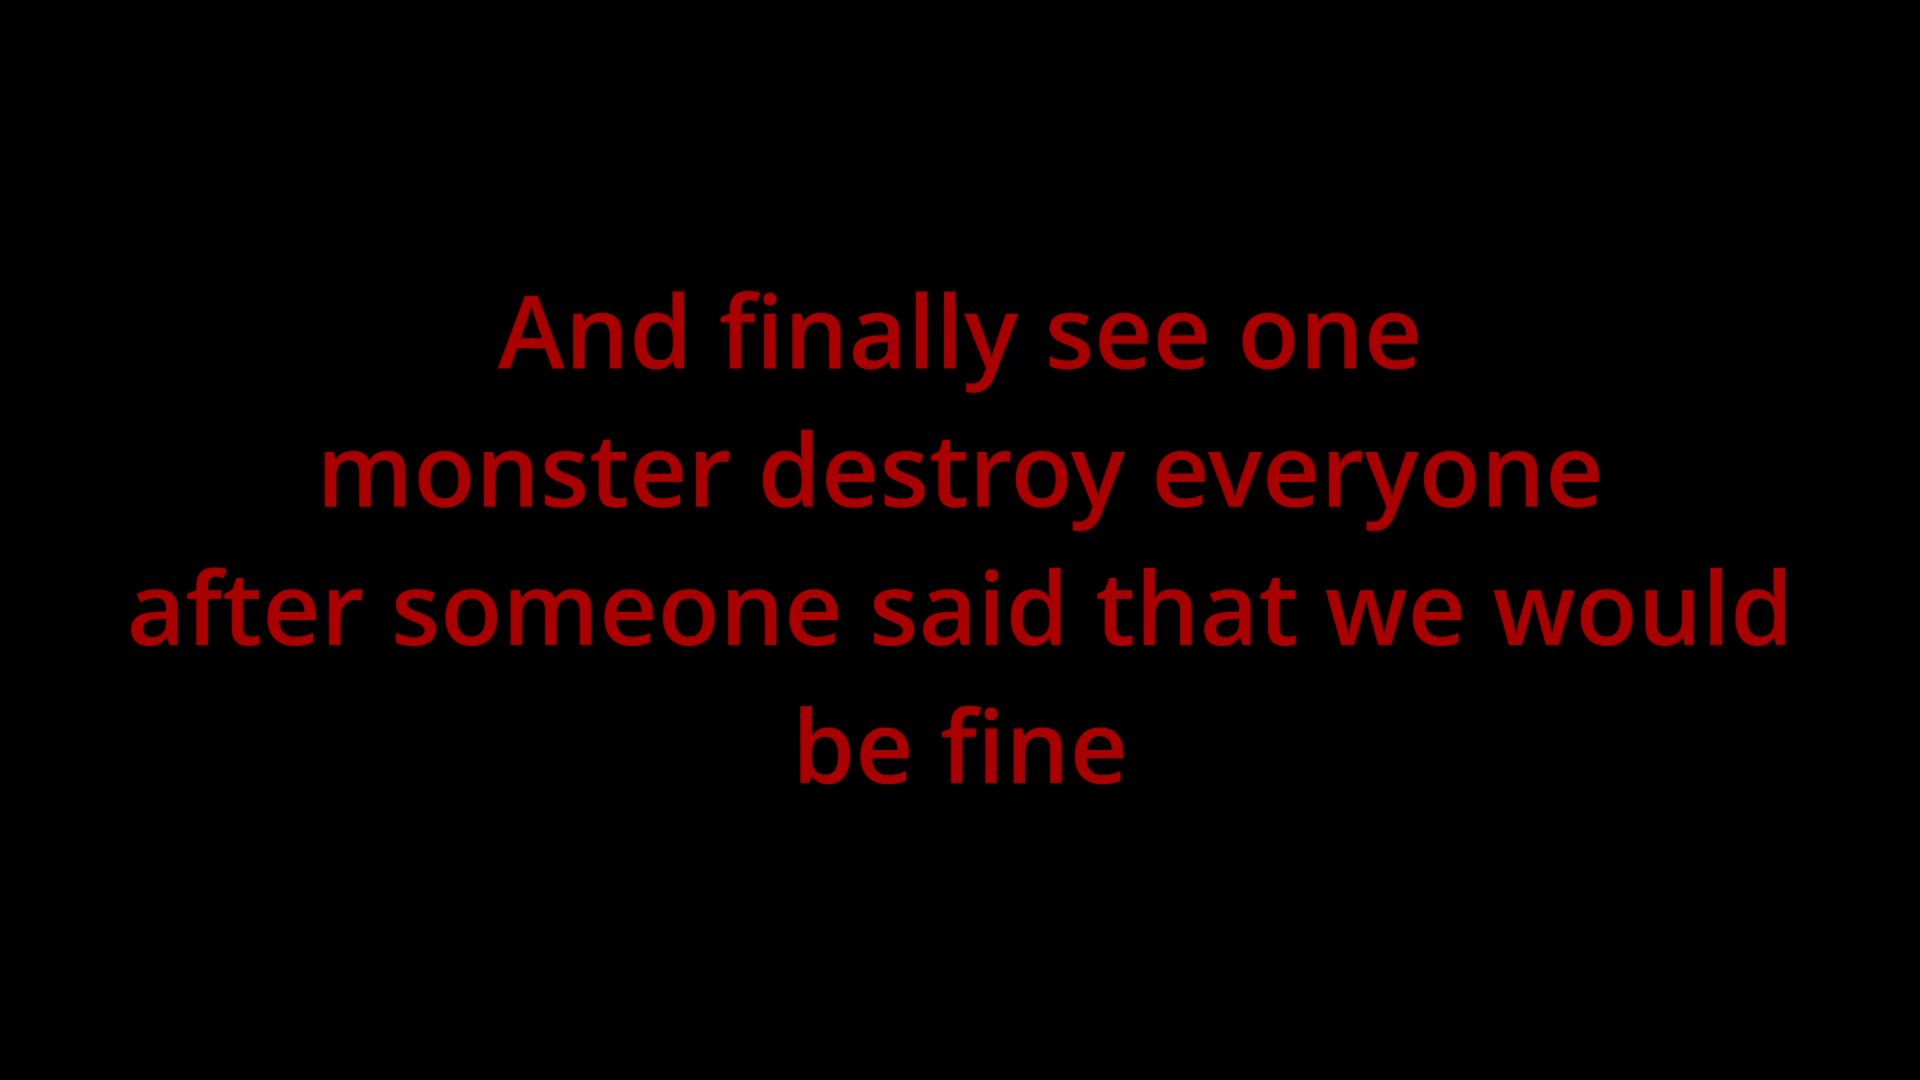 And finally see one
monster destroy everyone
after someone said that we would
be fine